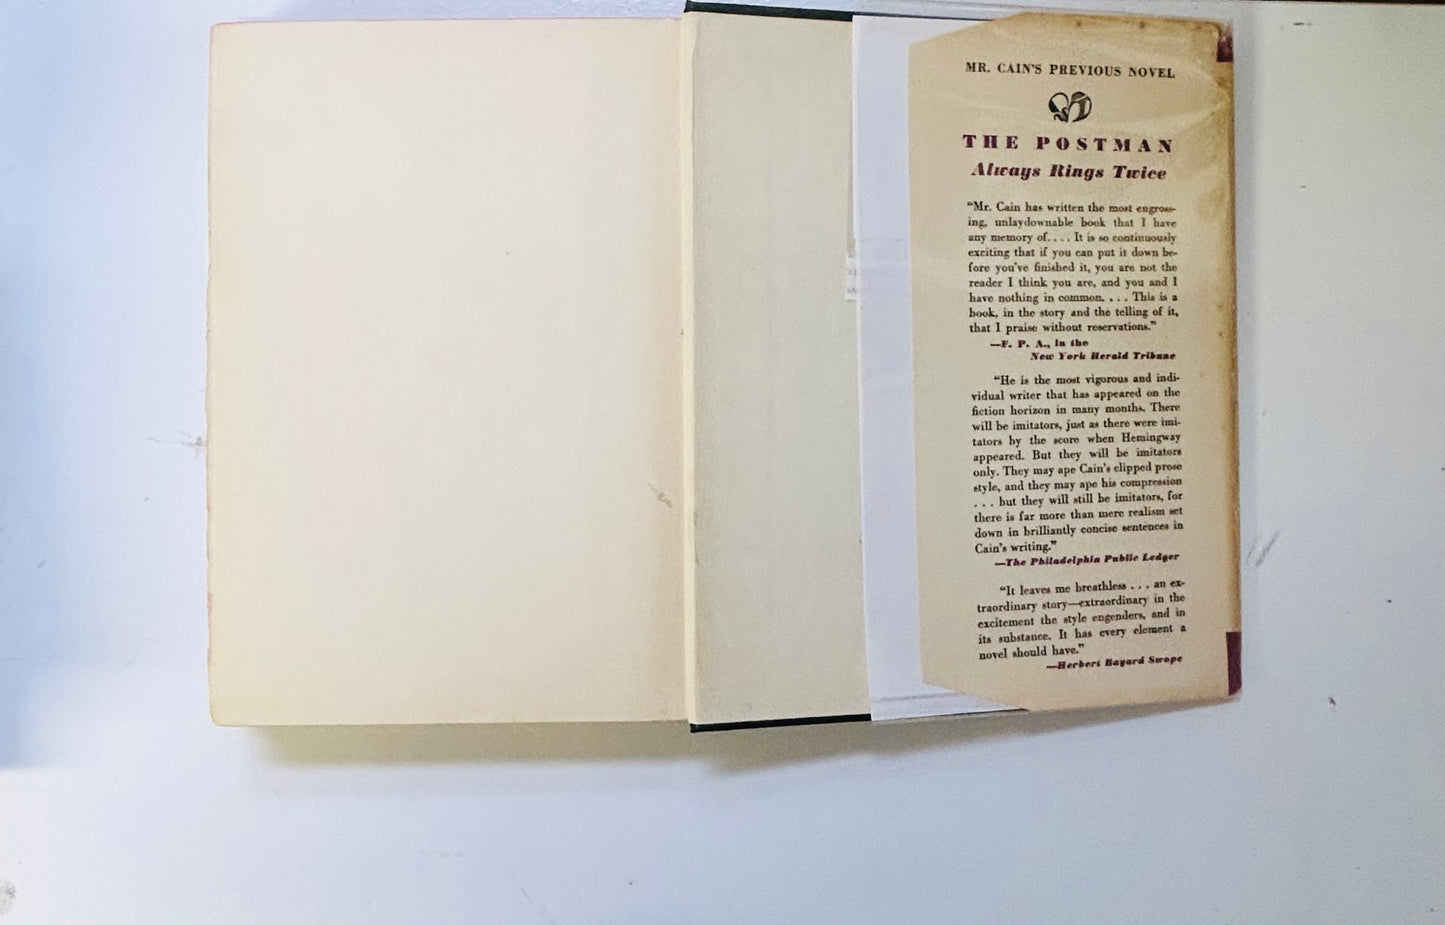 MR. CAIN'S PREVIOUS NOVEL
THE POSTMAN
Always Rings Twice
“Mr. Cain has written the most engross-
ing, unlaydownable book that I have
any memory of. . . . It is so continuously
exciting that if you can put it down be-
fore you've finished it, you are not the
reader I think you are, and you and I
have nothing in common. . . . This is a
book, in the story and the telling of it,
that I praise without reservations.”
—F. P. A., in the
New York Herald Tribune
“He is the most vigorous and indi-
vidual writer that has appeared on the
fiction horizon in many months. There
will be imitators, just as there were imi-
tators by the score when Hemingway
appeared. But they will be imitators
only. They may ape Cain's clipped prose
style, and they may ape his compression
. . . but they will still be imitators, for
there is far more than mere realism set
down in brilliantly concise sentences in
Cain's writing.”
—The Philadelphia Public Ledger
“It leaves me breathless . . . an ex-
traordinary story—extraordinary in the
excitement the style engenders, and in
its substance. It has every element a
novel should have.”
—Herbert Bayard Swope